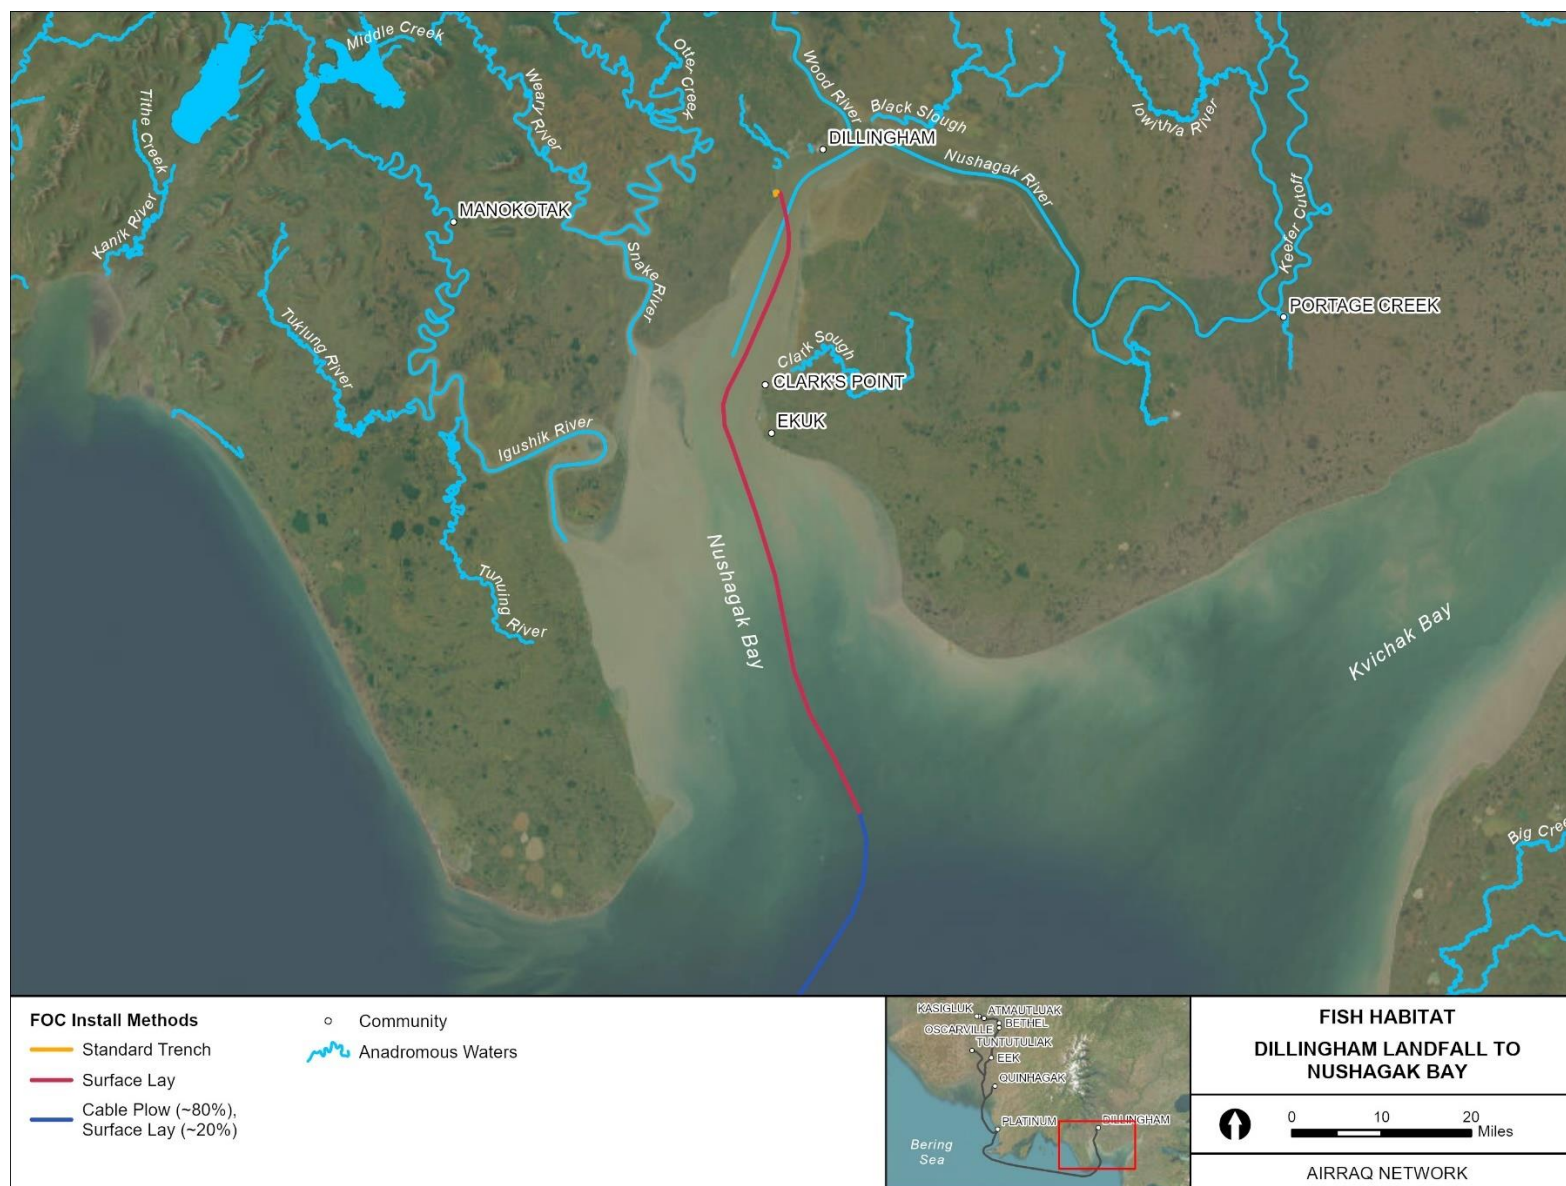 Middle Creek
Otter Creek
Wood River
Weary River
Tithe Creek
Black Slough
Iowith/a River
DILLINGHAM
Nushagak River
Kanik River
MANOKOTAK
Keefer Cutoff
Snake River
PORTAGE CREEK
Tuklung River
Clark Sough
CLARK'S POINT
EKUK
Igushik River
Nushagak Bay
Tunuing River
Kvichak Bay
Big Cree
FOC Install Methods
Standard Trench
Surface Lay
Cable Plow (~80%),
Surface Lay (~20%)
Community
Anadromous Waters
KASIGLUK
ATMAUTLUAK
OSCARVILLE
BETHEL
TUNTUTULIAK
EEK
QUINHAGAK
PLATINUM
DILLINGHAM
Bering
Sea
FISH HABITAT
DILLINGHAM LANDFALL TO
NUSHAGAK BAY
0 10 20
Miles
AIRRAQ NETWORK